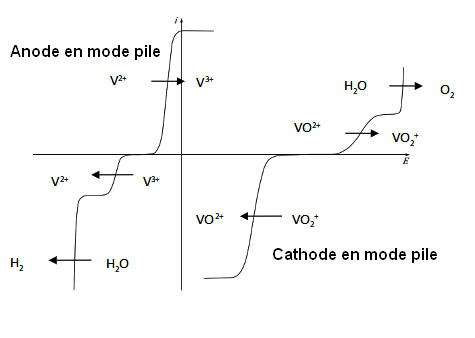 i
Anode en mode pile
V²⁺ V³⁺
H₂O O₂
VO²⁺ VO₂⁺
E
V²⁺ V³⁺
VO²⁺ VO₂⁺
H₂ H₂O
Cathode en mode pile